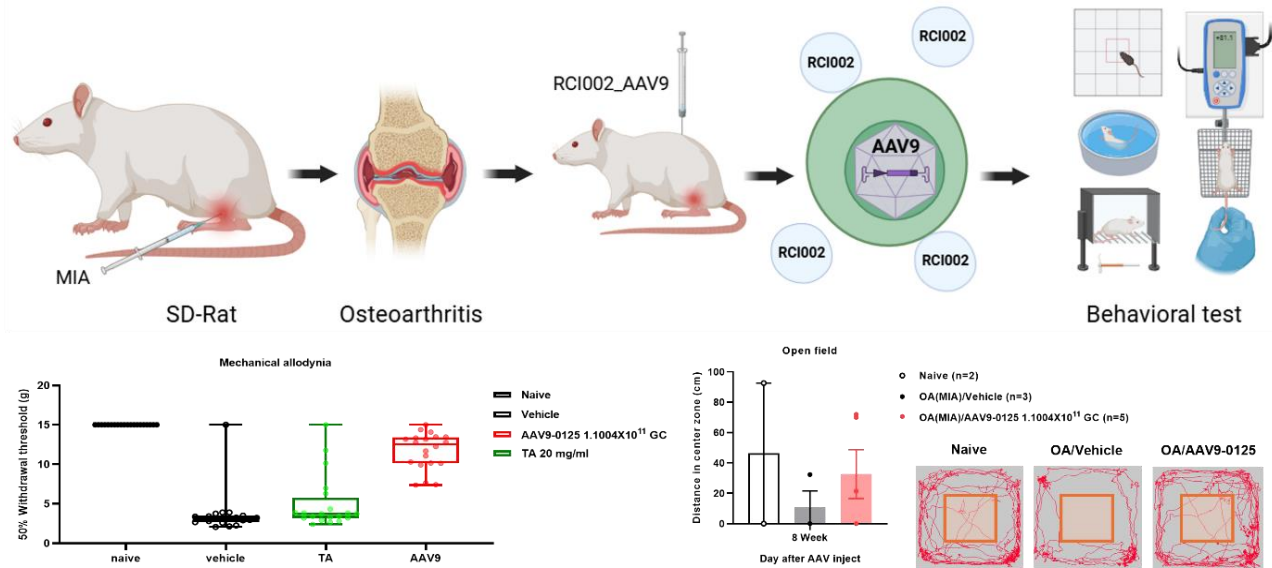 RCI002_AAV9
RCI002
RCI002
AAV9
RCI002
RCI002
MIA
SD-Rat
Osteoarthritis
Behavioral test
Mechanical allodynia
50% Withdrawal threshold (g)
20
15
10
5
0
naive
vehicle
TA
AAV9
Naive
Vehicle
AAV9-0125 1.1004X10¹¹ GC
TA 20 mg/ml
Open field
Distance in center zone (cm)
100
80
60
40
20
0
8 Week
Day after AAV inject
Naive (n=2)
OA(MIA)/Vehicle (n=3)
OA(MIA)/AAV9-0125 1.1004X10¹¹ GC (n=5)
Naive
OA/Vehicle
OA/AAV9-0125